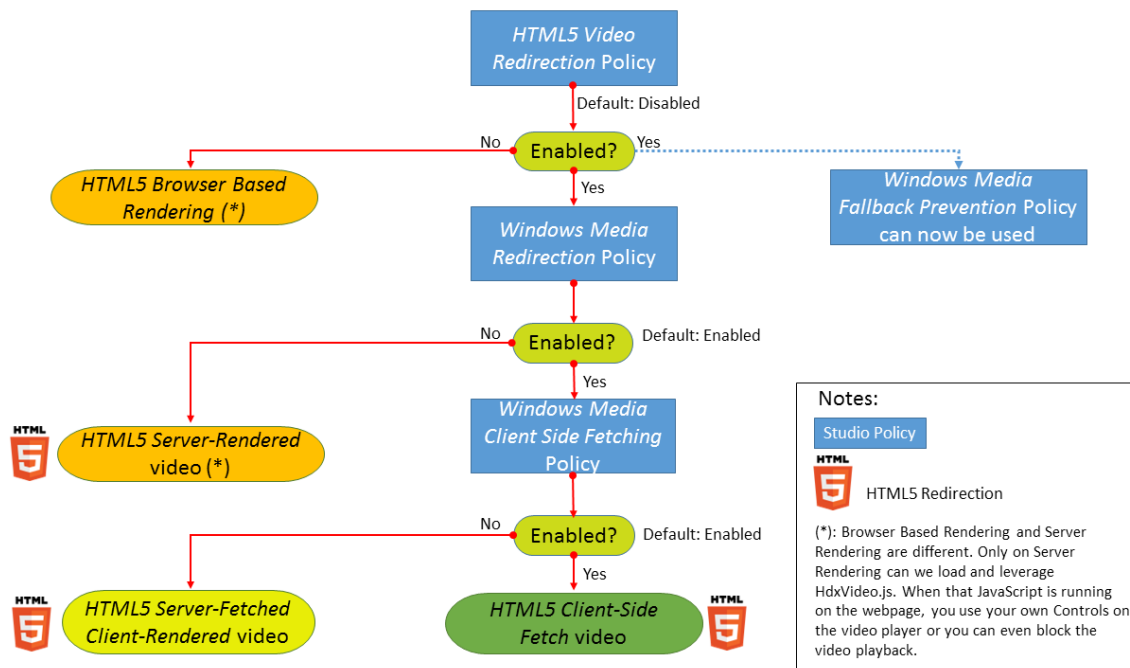 HTML5 Video
Redirection Policy
Default: Disabled
No
Enabled?
Yes
HTML5 Browser Based
Rendering (*)
Yes
Windows Media
Fallback Prevention Policy
can now be used
Windows Media
Redirection Policy
No
Enabled?
Default: Enabled
Yes
HTML
5
HTML5 Server-Rendered
video (*)
Windows Media
Client Side Fetching
Policy
No
Enabled?
Default: Enabled
Yes
HTML
5
HTML5 Server-Fetched
Client-Rendered video
HTML5 Client-Side
Fetch video
HTML
5
Notes:
Studio Policy
HTML
5
HTML5 Redirection
(*): Browser Based Rendering and Server
Rendering are different. Only on Server
Rendering can we load and leverage
HdxVideo.js. When that JavaScript is running
on the webpage, you use your own Controls on
the video player or you can even block the
video playback.